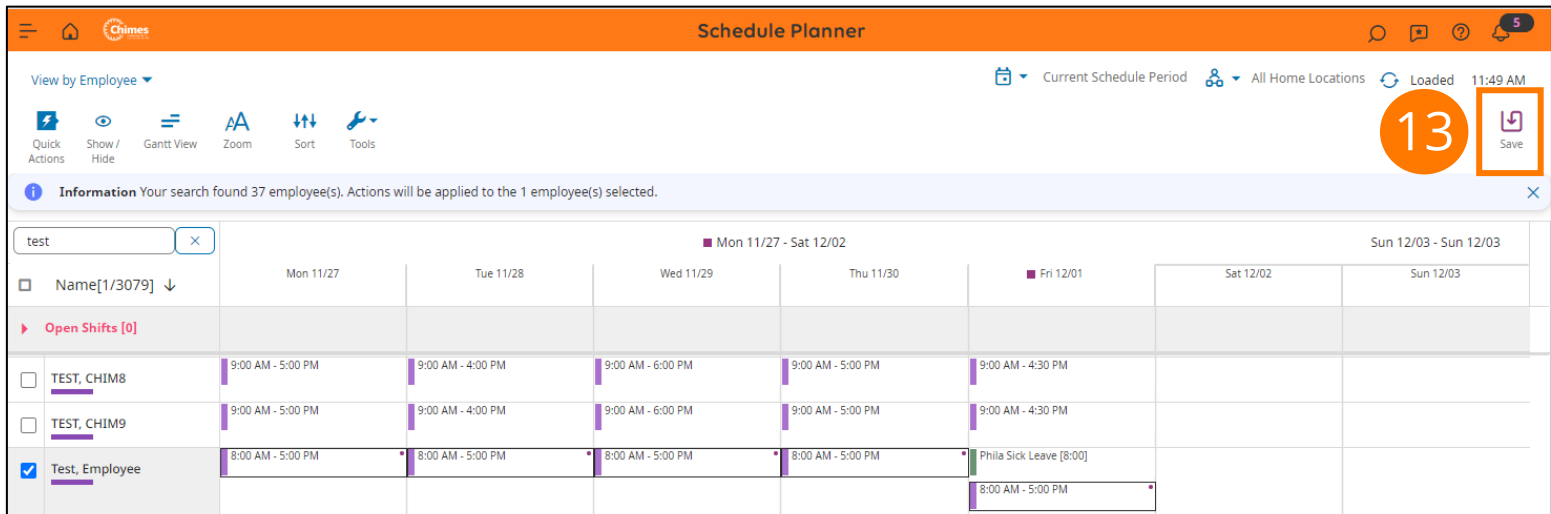 Chimes
Schedule Planner
5
View by Employee
Current Schedule Period
All Home Locations
Loaded 11:49 AM
Quick Actions
Show / Hide
Gantt View
Zoom
Sort
Tools
13
Save
Information Your search found 37 employee(s). Actions will be applied to the 1 employee(s) selected.
test
Mon 11/27 - Sat 12/02
Sun 12/03 - Sun 12/03
Name[1/3079]
Mon 11/27
Tue 11/28
Wed 11/29
Thu 11/30
Fri 12/01
Sat 12/02
Sun 12/03
Open Shifts [0]
TEST, CHIM8
9:00 AM - 5:00 PM
9:00 AM - 4:00 PM
9:00 AM - 6:00 PM
9:00 AM - 5:00 PM
9:00 AM - 4:30 PM
TEST, CHIM9
9:00 AM - 5:00 PM
9:00 AM - 4:00 PM
9:00 AM - 6:00 PM
9:00 AM - 5:00 PM
9:00 AM - 4:30 PM
Test, Employee
8:00 AM - 5:00 PM
8:00 AM - 5:00 PM
8:00 AM - 5:00 PM
8:00 AM - 5:00 PM
Phila Sick Leave [8:00]
8:00 AM - 5:00 PM